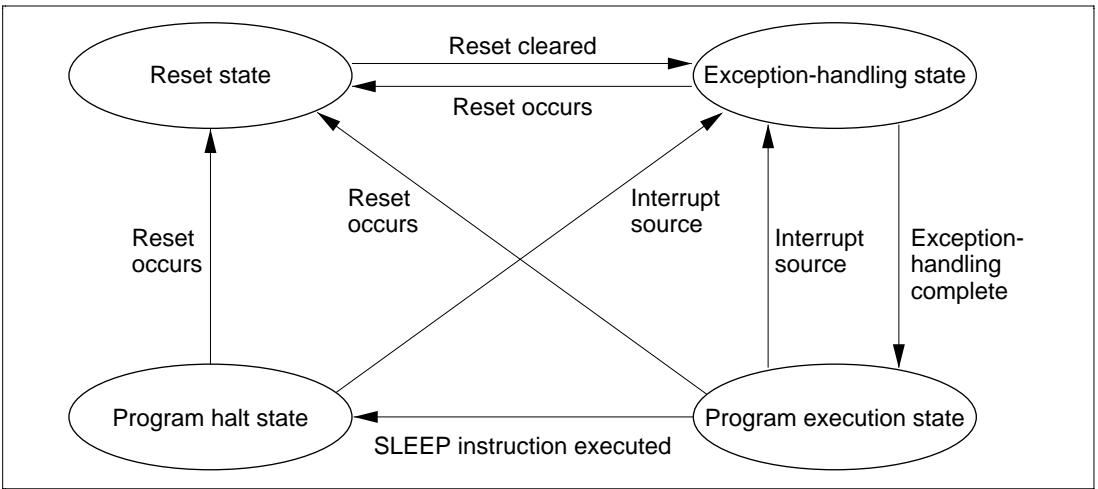 Reset cleared
Reset state
Exception-handling state
Reset occurs
Reset
occurs
Interrupt
source
Reset
occurs
Interrupt
source
Exception-
handling
complete
Program halt state
Program execution state
SLEEP instruction executed